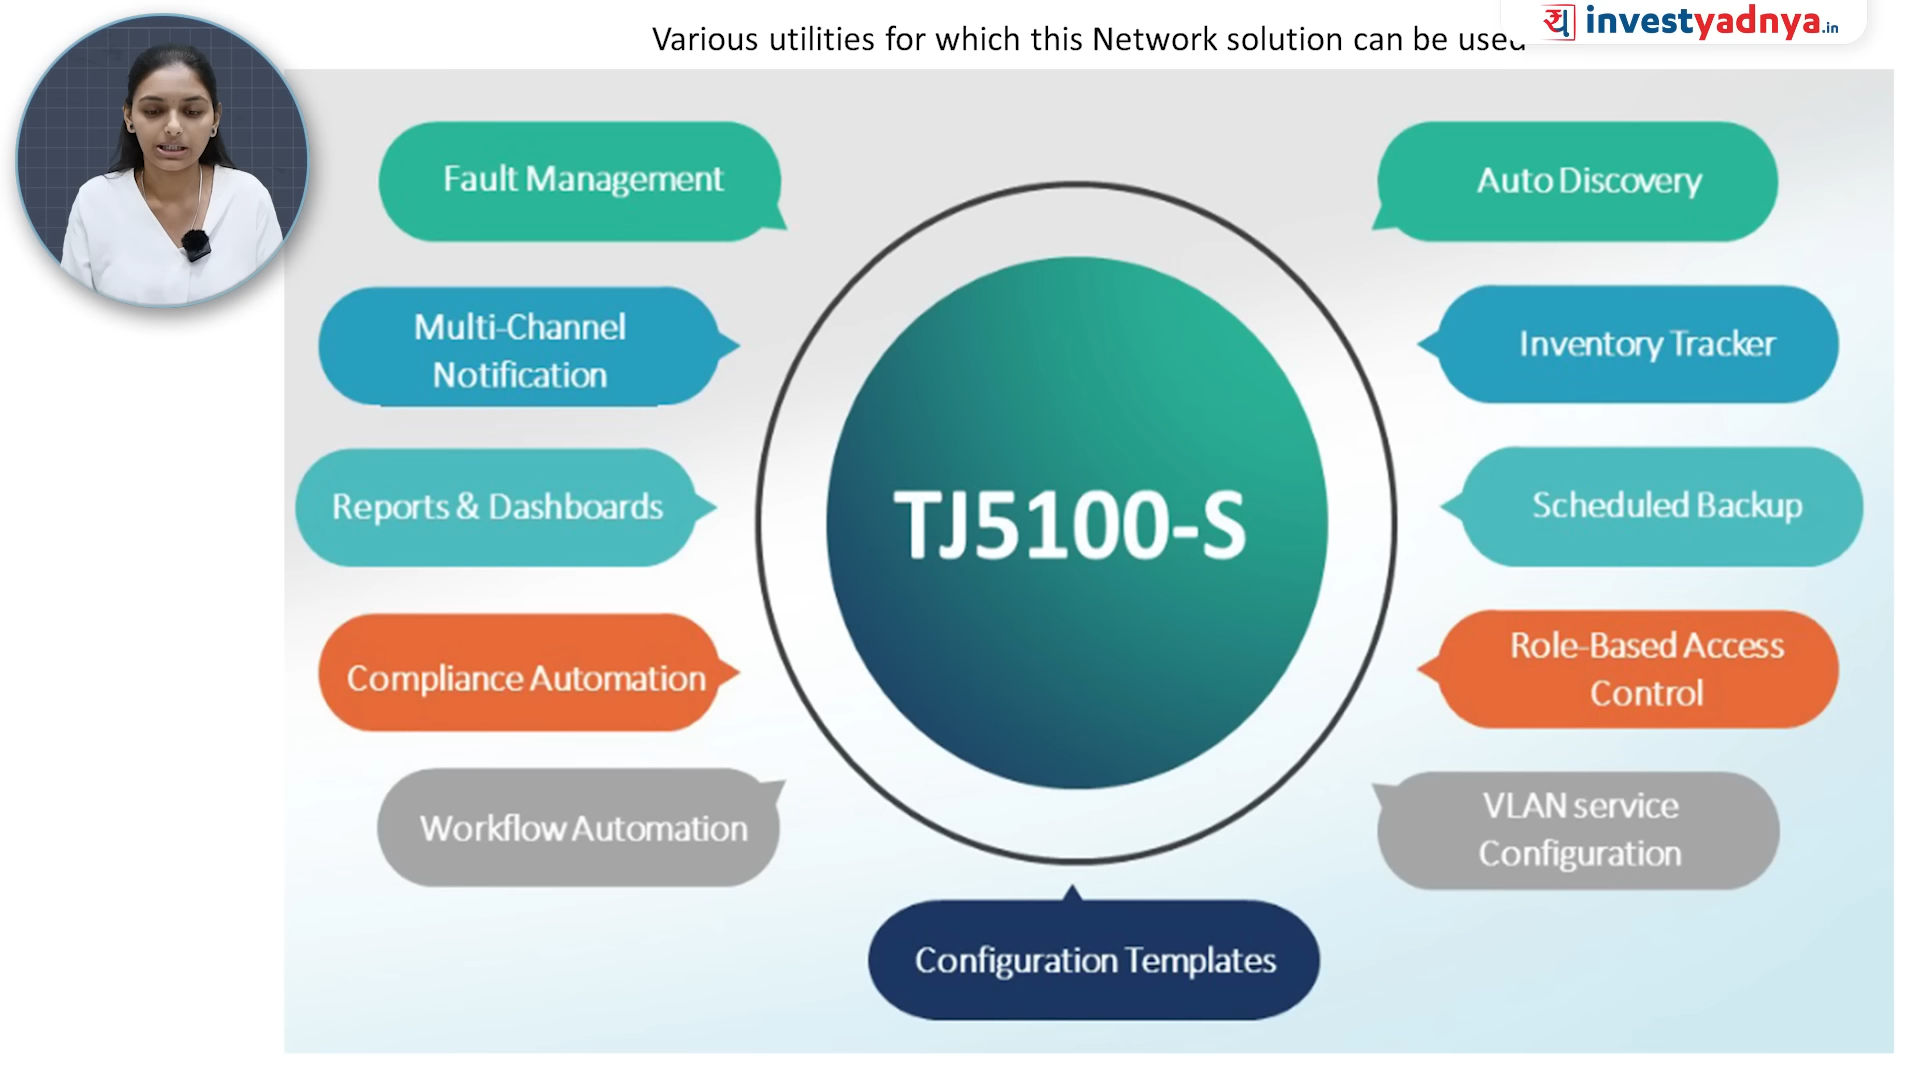 Various utilities for which this Network solution can be used
investyadnya.in
Fault Management
Auto Discovery
Multi-Channel
Notification
Inventory Tracker
Reports & Dashboards
TJ5100-S
Scheduled Backup
Compliance Automation
Role-Based Access
Control
Workflow Automation
VLAN service
Configuration
Configuration Templates